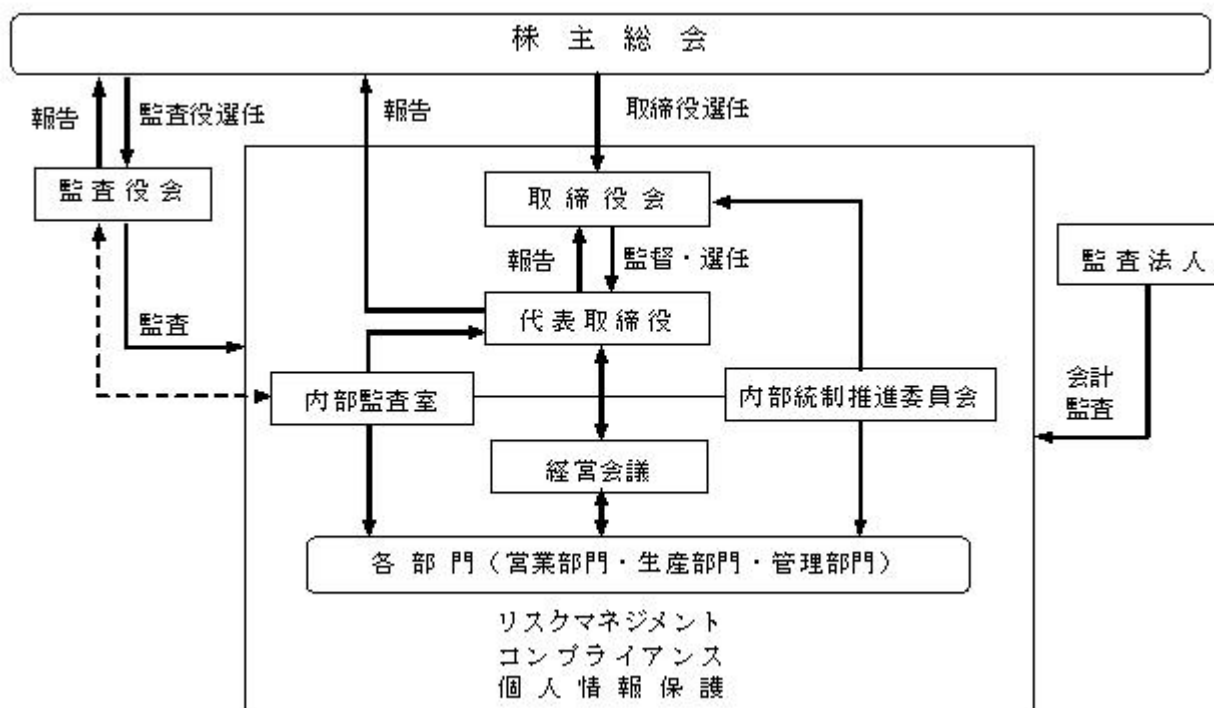 株主総会
報告
監査役選任
報告
取締役選任
監査役会
取締役会
報告
監督・選任
監査法人
監査
代表取締役
内部監査室
内部統制推進委員会
会計
監査
経営会議
各部門（営業部門・生産部門・管理部門）
リスクマネジメント
コンプライアンス
個人情報保護